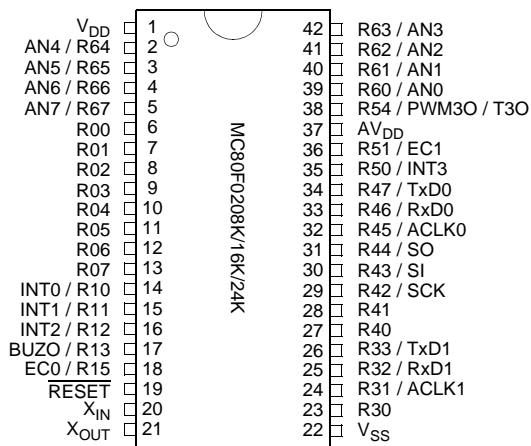 VDD 1 42 R63 / AN3
AN4 / R64 2 41 R62 / AN2
AN5 / R65 3 40 R61 / AN1
AN6 / R66 4 39 R60 / AN0
AN7 / R67 5 38 R54 / PWM3O / T3O
R00 6 37 AVDD
R01 7 36 R51 / EC1
R02 8 35 R50 / INT3
R03 9 34 R47 / TxD0
R04 10 33 R46 / RxD0
R05 11 32 R45 / ACLK0
R06 12 31 R44 / SO
R07 13 30 R43 / SI
INT0 / R10 14 29 R42 / SCK
INT1 / R11 15 28 R41
INT2 / R12 16 27 R40
BUZO / R13 17 26 R33 / TxD1
EC0 / R15 18 25 R32 / RxD1
RESET 19 24 R31 / ACLK1
XIN 20 23 R30
XOUT 21 22 VSS
MC80F0208K/16K/24K